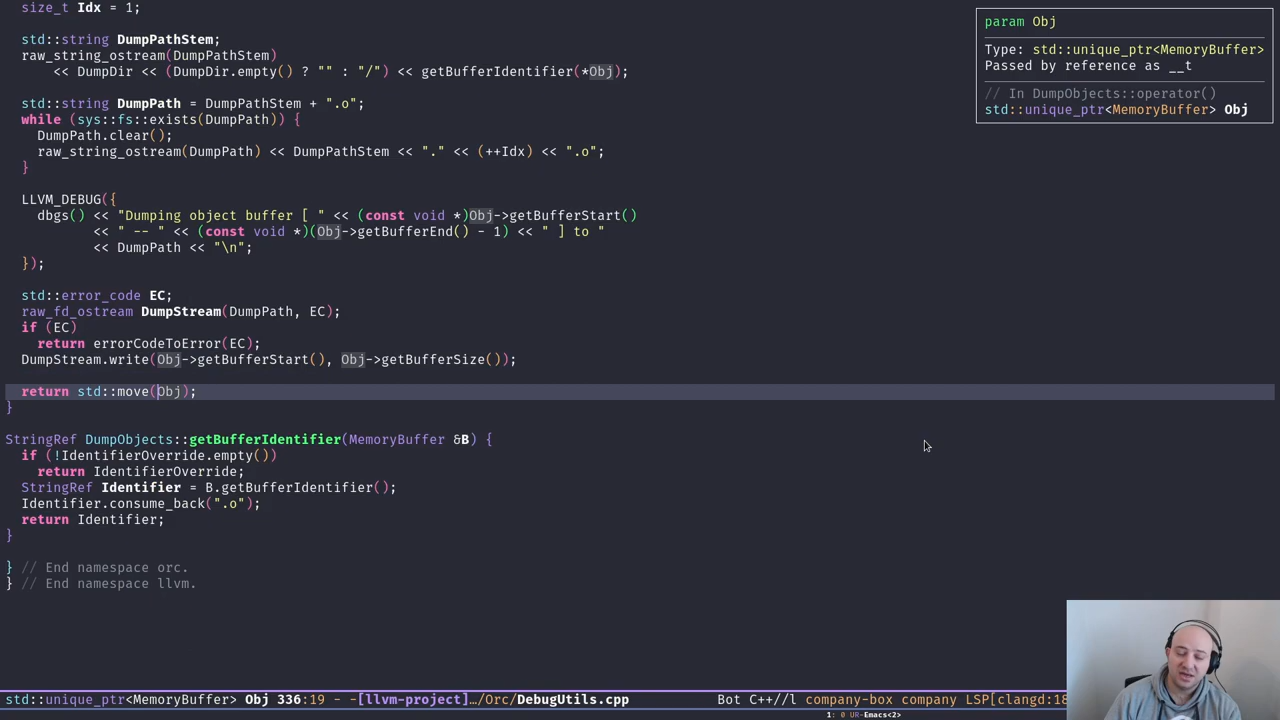 size_t Idx = 1;
std::string DumpPathStem;
raw_string_ostream(DumpPathStem)
<< DumpDir << (DumpDir.empty() ? "" : "/") << getBufferIdentifier(*Obj);
std::string DumpPath = DumpPathStem + ".o";
while (sys::fs::exists(DumpPath)) {
DumpPath.clear();
raw_string_ostream(DumpPath) << DumpPathStem << "." << (++Idx) << ".o";
}
LLVM_DEBUG({
dbgs() << "Dumping object buffer [ " << (const void *)Obj->getBufferStart()
<< " -- " << (const void *)(Obj->getBufferEnd() - 1) << " ] to "
<< DumpPath << "\n";
});
std::error_code EC;
raw_fd_ostream DumpStream(DumpPath, EC);
if (EC)
return errorCodeToError(EC);
DumpStream.write(Obj->getBufferStart(), Obj->getBufferSize());
return std::move(Obj);
}
StringRef DumpObjects::getBufferIdentifier(MemoryBuffer &B) {
if (!IdentifierOverride.empty())
return IdentifierOverride;
StringRef Identifier = B.getBufferIdentifier();
Identifier.consume_back(".o");
return Identifier;
}
} // End namespace orc.
} // End namespace llvm.
param Obj
Type: std::unique_ptr<MemoryBuffer>
Passed by reference as __t
// In DumpObjects::operator()
std::unique_ptr<MemoryBuffer> Obj
std::unique_ptr<MemoryBuffer> Obj 336:19 - -[llvm-project]…/Orc/DebugUtils.cpp Bot C++//l company-box company LSP[clangd:18
1: 0 UR-Emacs<2>